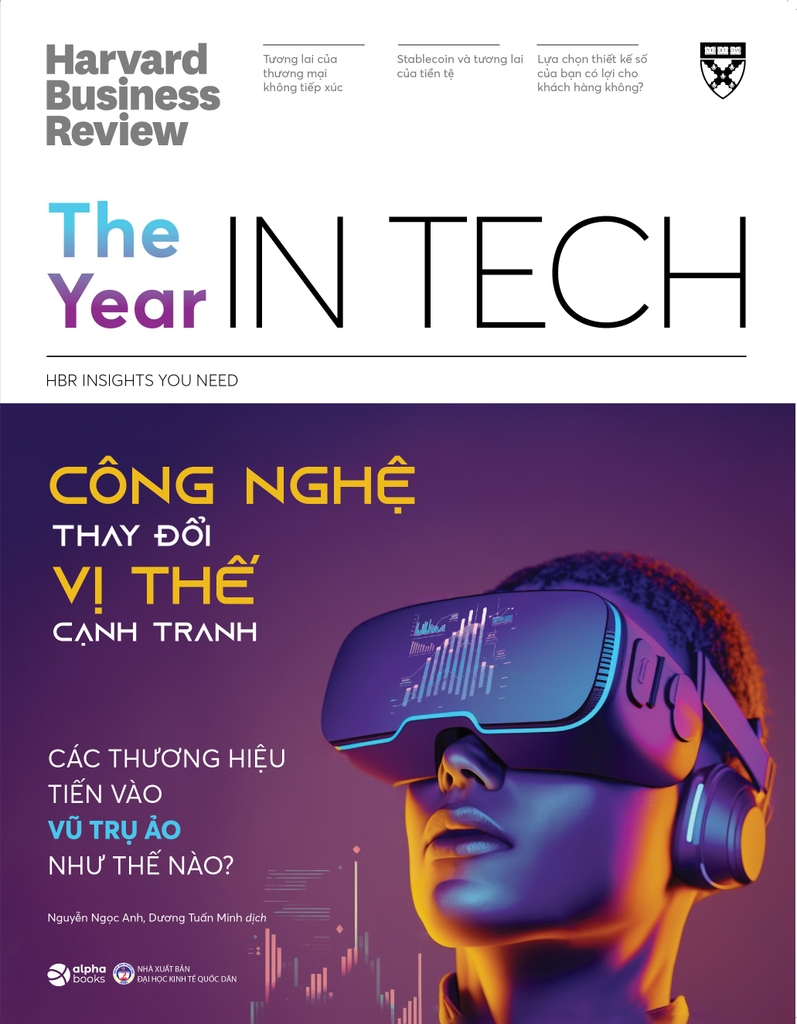 Harvard
Business
Review
Tương lai của
thương mại
không tiếp xúc
Stablecoin và tương lai
của tiền tệ
Lựa chọn thiết kế số
của bạn có lợi cho
khách hàng không?
The
Year
IN TECH
HBR INSIGHTS YOU NEED
CÔNG NGHỆ
THAY ĐỔI
VỊ THẾ
CẠNH TRANH
CÁC THƯƠNG HIỆU
TIẾN VÀO
VŨ TRỤ ẢO
NHƯ THẾ NÀO?
Nguyễn Ngọc Anh, Dương Tuấn Minh dịch
alpha
books
NHÀ XUẤT BẢN
ĐẠI HỌC KINH TẾ QUỐC DÂN